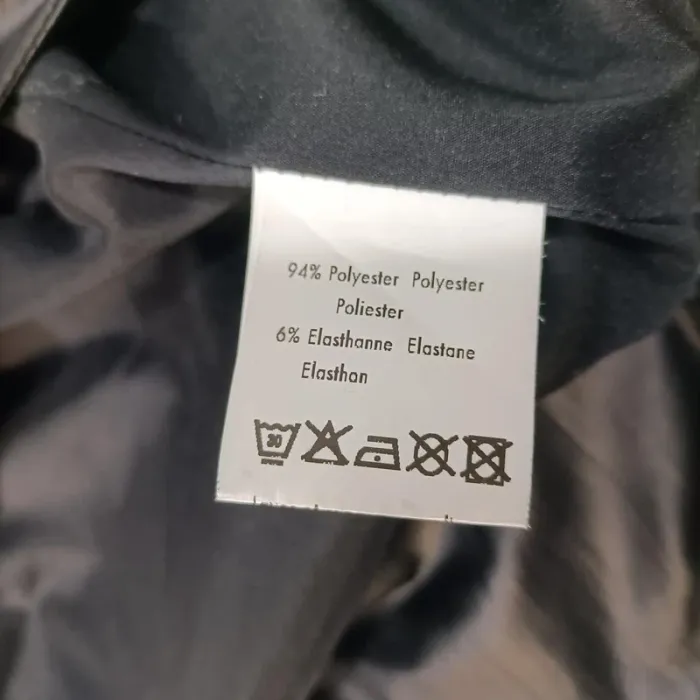 94% Polyester Polyester
Poliester
6% Elasthanne Elastane
Elasthan
30